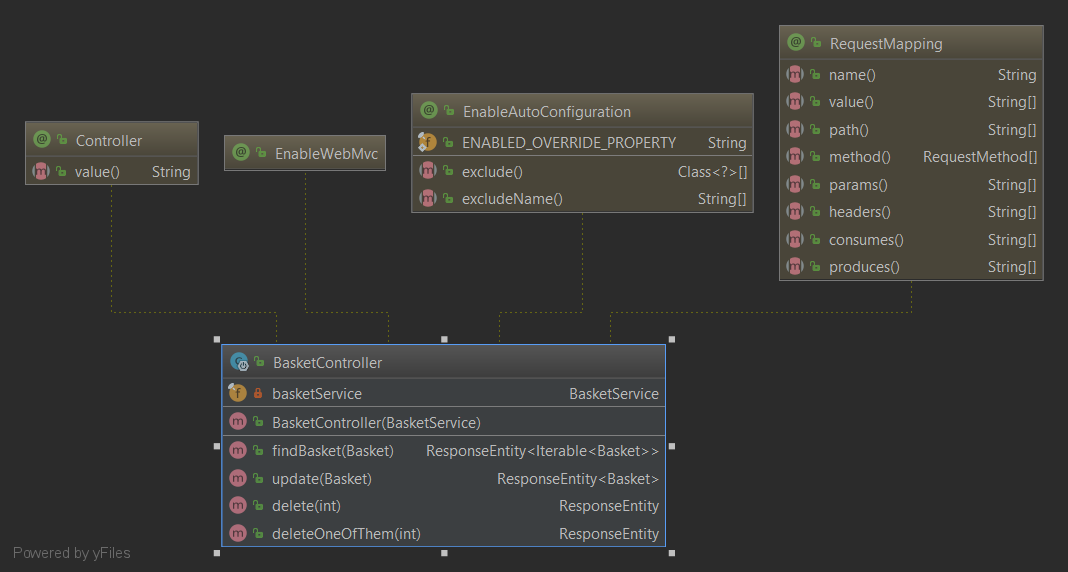 Controller
value() String
EnableWebMvc
EnableAutoConfiguration
ENABLED_OVERRIDE_PROPERTY String
exclude() Class<?>[]
excludeName() String[]
RequestMapping
name() String
value() String[]
path() String[]
method() RequestMethod[]
params() String[]
headers() String[]
consumes() String[]
produces() String[]
BasketController
basketService BasketService
BasketController(BasketService)
findBasket(Basket) ResponseEntity<Iterable<Basket>>
update(Basket) ResponseEntity<Basket>
delete(int) ResponseEntity
deleteOneOfThem(int) ResponseEntity
Powered by yFiles